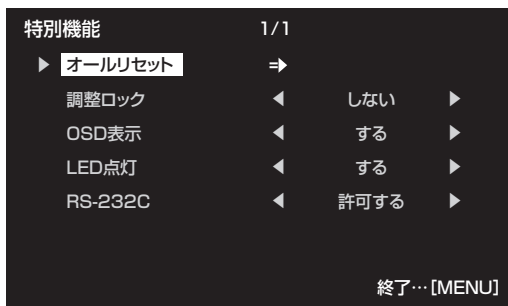 特別機能 1/1
▶ オールリセット ⇒
調整ロック ◀ しない ▶
OSD表示 ◀ する ▶
LED点灯 ◀ する ▶
RS-232C ◀ 許可する ▶
終了…[MENU]